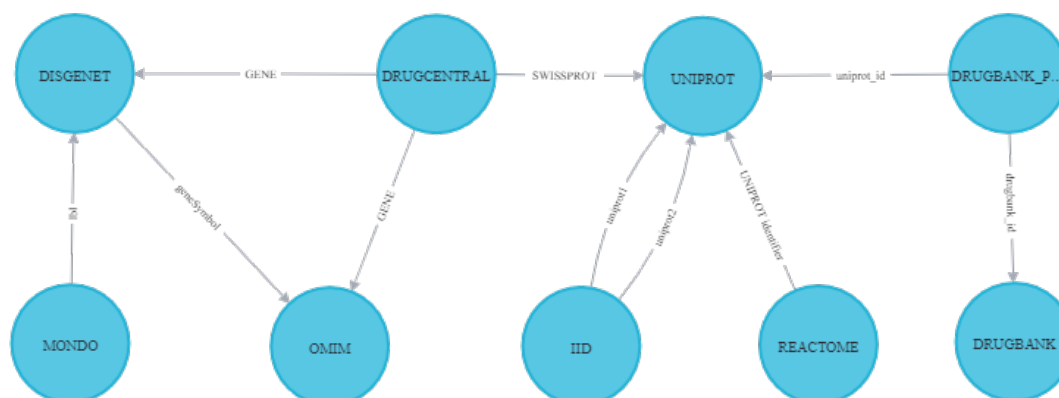 DISGENET
GENE
DRUGCENTRAL
SWISSPROT
UNIPROT
uniprot_id
DRUGBANK_P...
lbl
geneSymbol
GENE
uniprot1
uniprot2
UNIPROT identifier
drugbank_id
MONDO
OMIM
IID
REACTOME
DRUGBANK